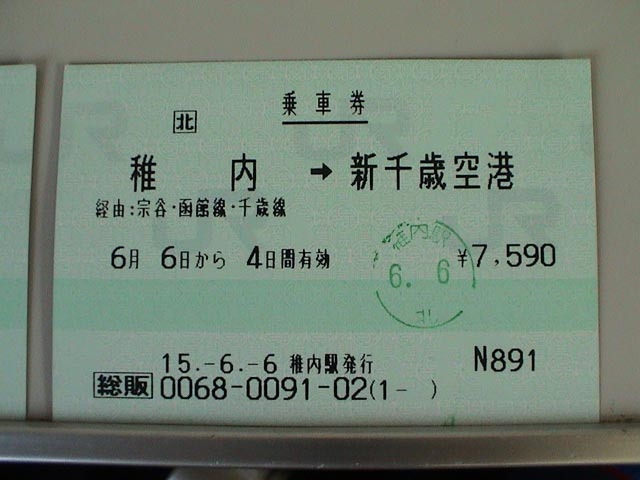 乗車券
北
稚内 → 新千歳空港
経由:宗谷・函館線・千歳線
6月 6日から 4日間有効
¥7,590
稚内駅
6. 6
北
15.-6.-6 稚内駅発行
N891
総販 0068-0091-02(1- )